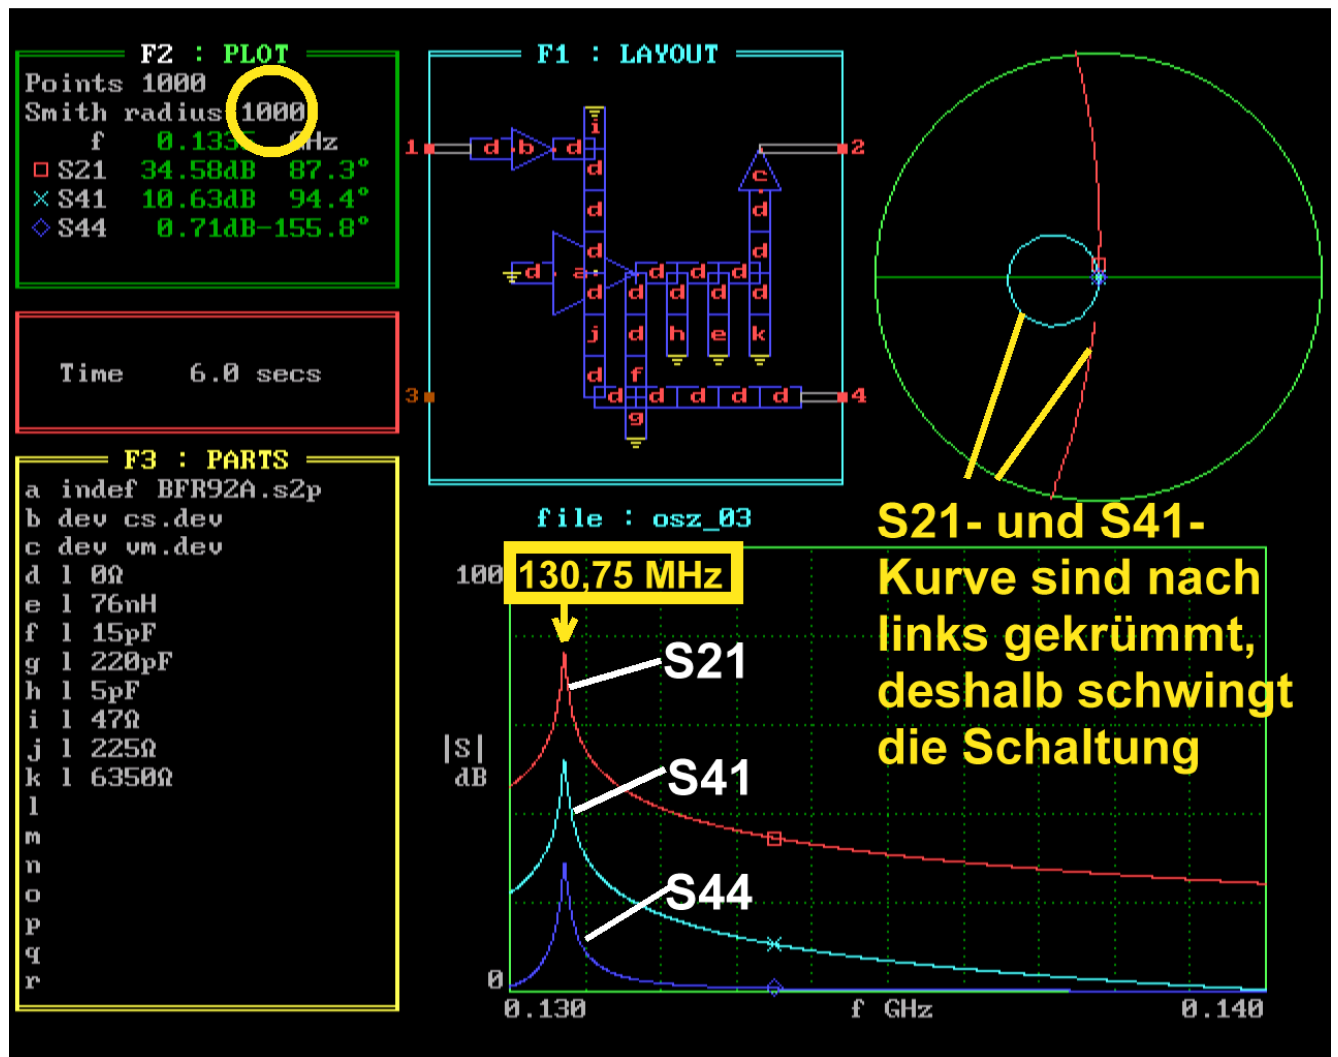 F2 : PLOT
Points 1000
Smith radius 1000
f 0.1335 GHz
S21 34.58dB 87.3°
S41 10.63dB 94.4°
S44 0.71dB-155.8°
Time 6.0 secs
F3 : PARTS
a indef BFR92A.s2p
b dev cs.dev
c dev vm.dev
d l 0Ω
e l 76nH
f l 15pF
g l 220pF
h l 5pF
i l 47Ω
j l 225Ω
k l 6350Ω
l
m
n
o
p
q
r
F1 : LAYOUT
i
1 d b d 2
d c
d d
d d
d a d d d
d d d d d
j d h e k
d f
3 d d d d d 4
g
file : osz_03
100 130,75 MHz
S21
|S|
dB
S41
S44
0
0.130 f GHz 0.140
S21- und S41-
Kurve sind nach
links gekrümmt,
deshalb schwingt
die Schaltung